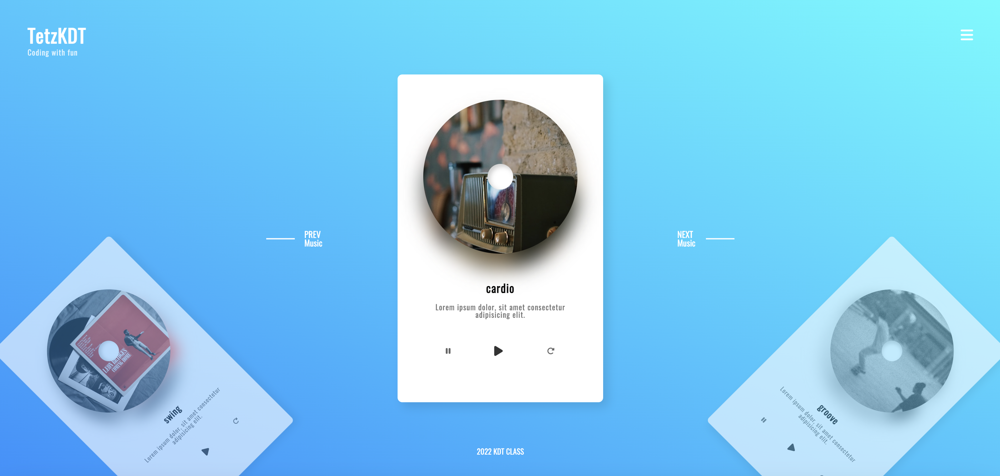 TetzKDT
Coding with fun
PREV
Music
NEXT
Music
cardio
Lorem ipsum dolor, sit amet consectetur
adipisicing elit.
LEON BRIDGES
COMING HOME
swing
Lorem ipsum dolor, sit amet consectetur
adipisicing elit.
groove
Lorem ipsum dolor, sit amet consectetur
adipisicing elit.
2022 KDT CLASS